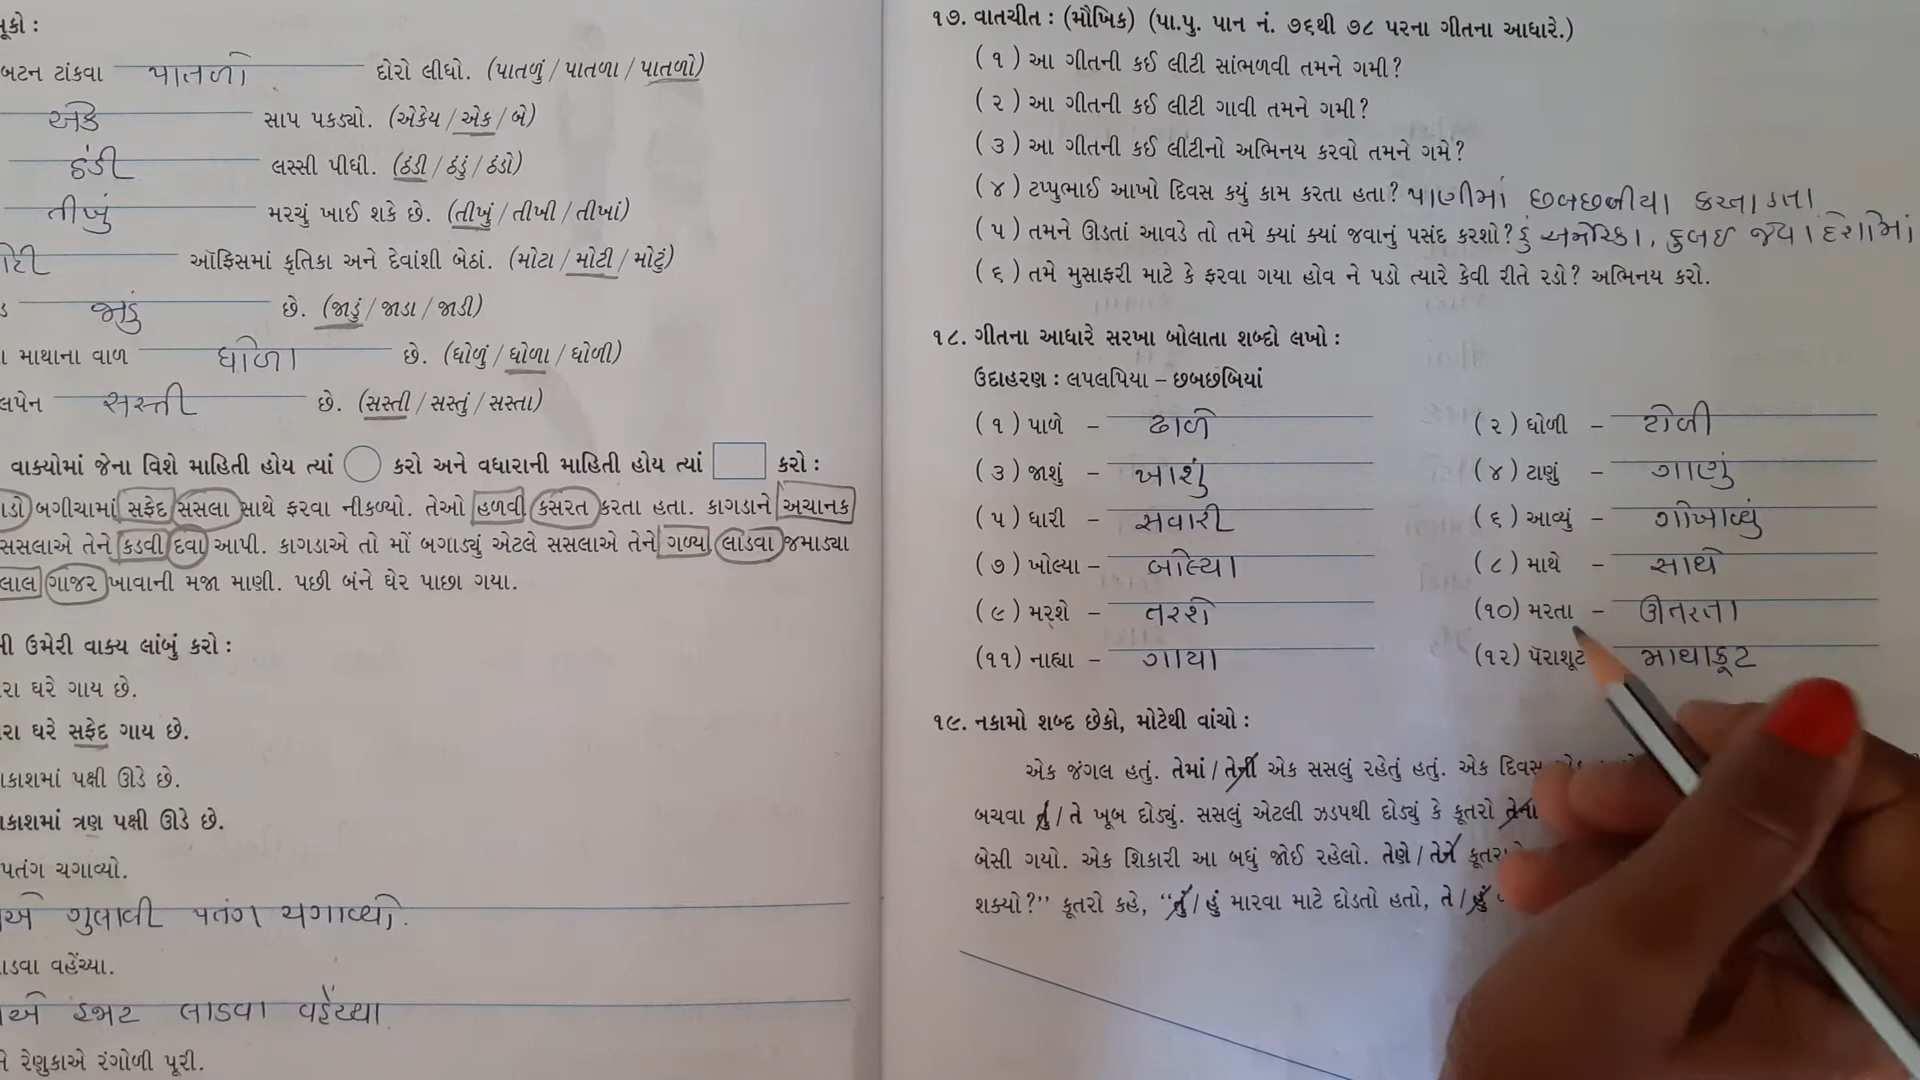 મૂકો :
બટન ટાંકવા પાતળો દોરો લીધો. (પાતળું / પાતળા / પાતળો)
એક સાપ પકડ્યો. (એકેય / એક / બે)
ઠંડી લસ્સી પીધી. (ઠંડી / ઠંડું / ઠંડો)
તીખું મરચું ખાઈ શકે છે. (તીખું / તીખી / તીખાં)
મોટી ઑફિસમાં કૃતિકા અને દેવાંશી બેઠાં. (મોટા / મોટી / મોટું)
જાડું છે. (જાડું / જાડા / જાડી)
માથાના વાળ ધોળા છે. (ધોળું / ધોળા / ધોળી)
સસ્તી છે. (સસ્તી / સસ્તું / સસ્તા)
વાક્યોમાં જેના વિશે માહિતી હોય ત્યાં કરો અને વધારાની માહિતી હોય ત્યાં કરો :
બગીચામાં સફેદ સસલા સાથે ફરવા નીકળ્યો. તેઓ હળવી કસરત કરતા હતા. કાગડાને અચાનક
સસલાએ તેને કડવી દવા આપી. કાગડાએ તો મોં બગાડ્યું એટલે સસલાએ તેને ગળ્યા લાડવા જમાડ્યા
લાલ ગાજર ખાવાની મજા માણી. પછી બંને ઘેર પાછા ગયા.
ઉમેરી વાક્ય લાંબું કરો :
ઘરે ગાય છે.
ઘરે સફેદ ગાય છે.
પક્ષી ઊડે છે.
ત્રણ પક્ષી ઊડે છે.
પતંગ ચગાવ્યો.
ગુલાબી પતંગ ચગાવ્યો.
વહેંચ્યા.
લાડવા વહેંચ્યા
રેણુકાએ રંગોળી પૂરી.
૧૭. વાતચીત : (મૌખિક) (પા.પુ. પાન નં. ૭૬થી ૭૮ પરના ગીતના આધારે.)
(૧) આ ગીતની કઈ લીટી સાંભળવી તમને ગમી?
(૨) આ ગીતની કઈ લીટી ગાવી તમને ગમી?
(૩) આ ગીતની કઈ લીટીનો અભિનય કરવો તમને ગમે?
(૪) ટપ્પુભાઈ આખો દિવસ કયું કામ કરતા હતા? પાણીમાં છબછબીયા કરતા હતા
(૫) તમને ઊડતાં આવડે તો તમે ક્યાં ક્યાં જવાનું પસંદ કરશો? હું અમેરિકા, દુબઈ જેવા દેશોમાં
(૬) તમે મુસાફરી માટે કે ફરવા ગયા હોવ ને પડો ત્યારે કેવી રીતે રડો? અભિનય કરો.
૧૮. ગીતના આધારે સરખા બોલાતા શબ્દો લખો :
ઉદાહરણ : લપલપિયા – છબછબિયાં
(૧) પાળે – ઢાળે (૨) ધોળી – ટોળી
(૩) જાશું – ખાશું (૪) ટાણું – ગાણું
(૫) ધારી – સવારી (૬) આવ્યું – ગોખાવ્યું
(૭) ખોલ્યા – બોલ્યા (૮) માથે – સાથે
(૯) મર્શે – તરશે (૧૦) મરતા – ઊતરતા
(૧૧) નાહ્યા – ગાયા (૧૨) પૅરાશૂટ માથાકૂટ
૧૯. નકામો શબ્દ છેકો, મોટેથી વાંચો :
એક જંગલ હતું. તેમાં / તેની એક સસલું રહેતું હતું. એક દિવસ
બચવા તું / તે ખૂબ દોડ્યું. સસલું એટલી ઝડપથી દોડ્યું કે કૂતરો તેના
બેસી ગયો. એક શિકારી આ બધું જોઈ રહેલો. તેણે / તેને
શક્યો?" કૂતરો કહે, "તું / હું મારવા માટે દોડતો હતો, તે / હું